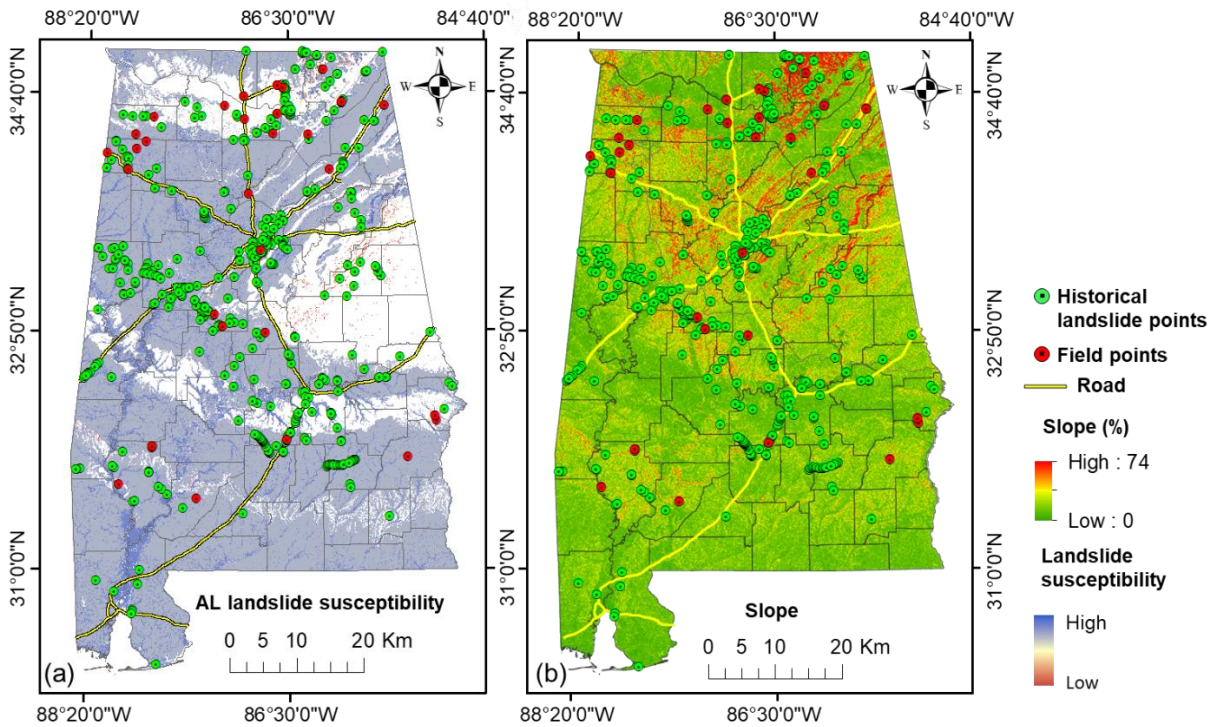 88°20'0"W 86°30'0"W 84°40'0"W
88°20'0"W 86°30'0"W 84°40'0"W
34°40'0"N
32°50'0"N
31°0'0"N
N
W E
S
AL landslide susceptibility
0 5 10 20 Km
(a)
88°20'0"W 86°30'0"W 84°40'0"W
34°40'0"N
32°50'0"N
31°0'0"N
N
W E
S
Slope
0 5 10 20 Km
(b)
88°20'0"W 86°30'0"W 84°40'0"W
Historical
landslide points
Field points
Road
Slope (%)
High : 74
Low : 0
Landslide
susceptibility
High
Low